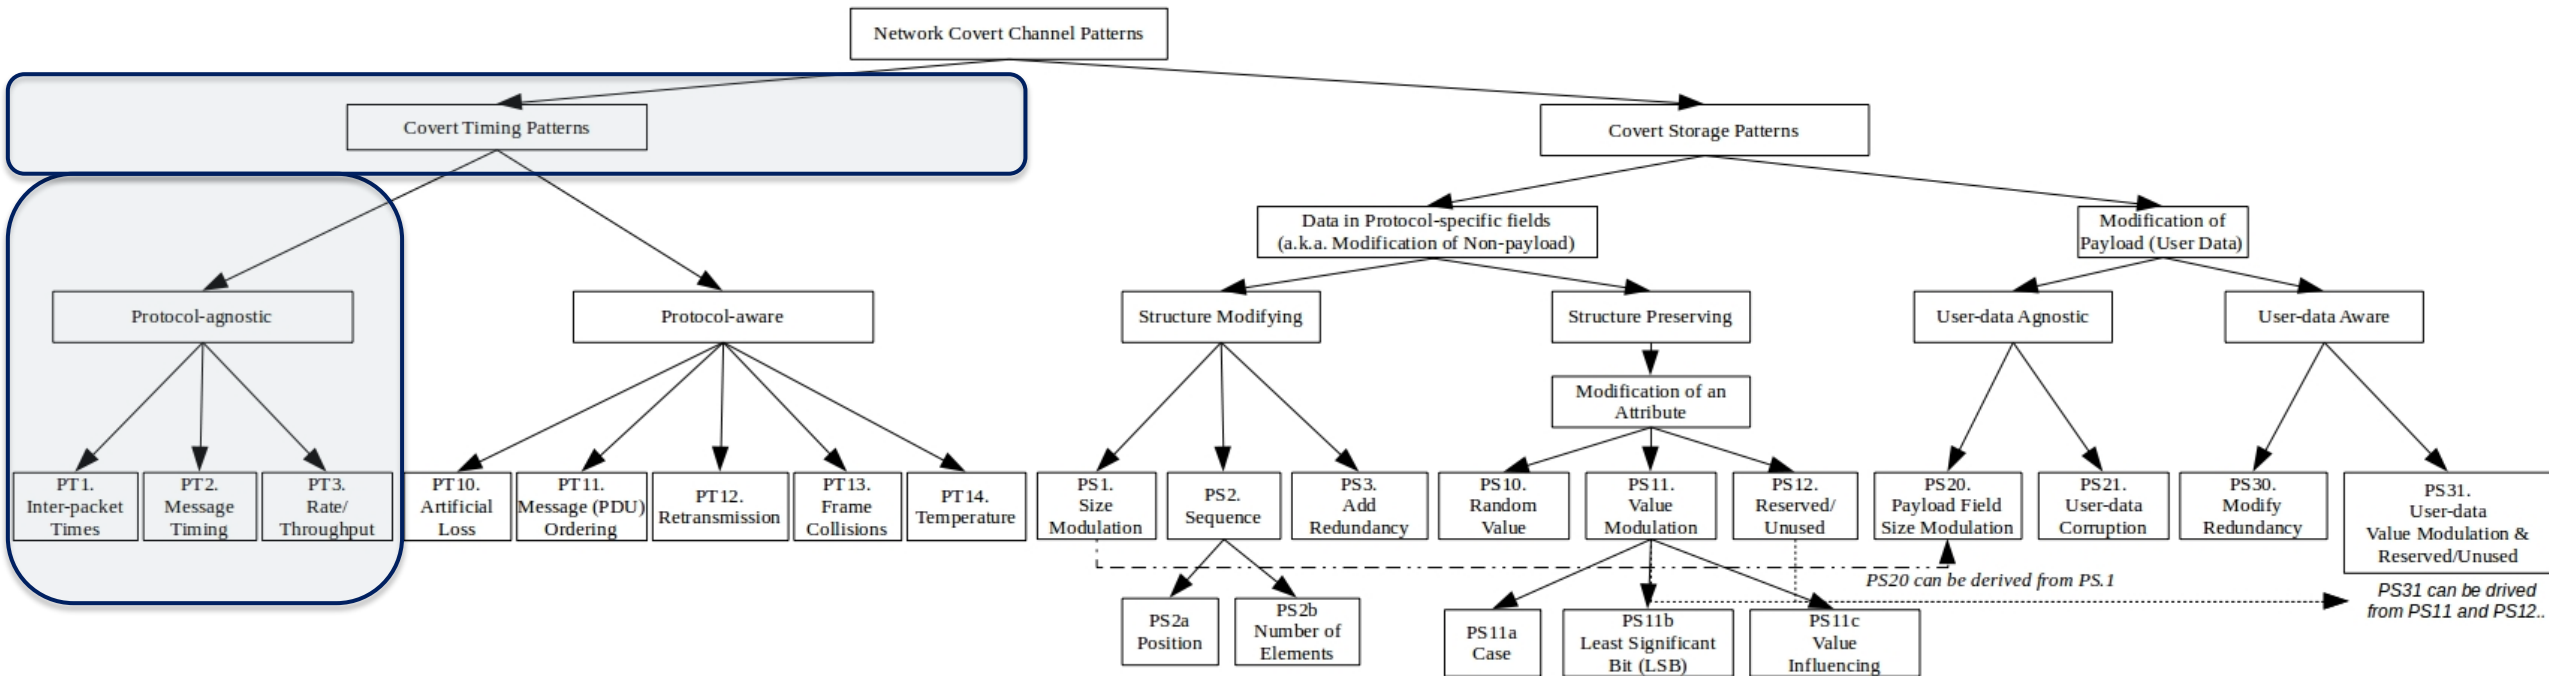 Network Covert Channel Patterns
Covert Timing Patterns
Covert Storage Patterns
Data in Protocol-specific fields
(a.k.a. Modification of Non-payload)
Modification of
Payload (User Data)
Protocol-agnostic
Protocol-aware
Structure Modifying
Structure Preserving
User-data Agnostic
User-data Aware
Modification of an
Attribute
PT1.
Inter-packet
Times
PT2.
Message
Timing
PT3.
Rate/
Throughput
PT10.
Artificial
Loss
PT11.
Message (PDU)
Ordering
PT12.
Retransmission
PT13.
Frame
Collisions
PT14.
Temperature
PS1.
Size
Modulation
PS2.
Sequence
PS3.
Add
Redundancy
PS10.
Random
Value
PS11.
Value
Modulation
PS12.
Reserved/
Unused
PS20.
Payload Field
Size Modulation
PS21.
User-data
Corruption
PS30.
Modify
Redundancy
PS31.
User-data
Value Modulation &
Reserved/Unused
PS20 can be derived from PS.1
PS31 can be drived
from PS11 and PS12..
PS2a
Position
PS2b
Number of
Elements
PS11a
Case
PS11b
Least Significant
Bit (LSB)
PS11c
Value
Influencing